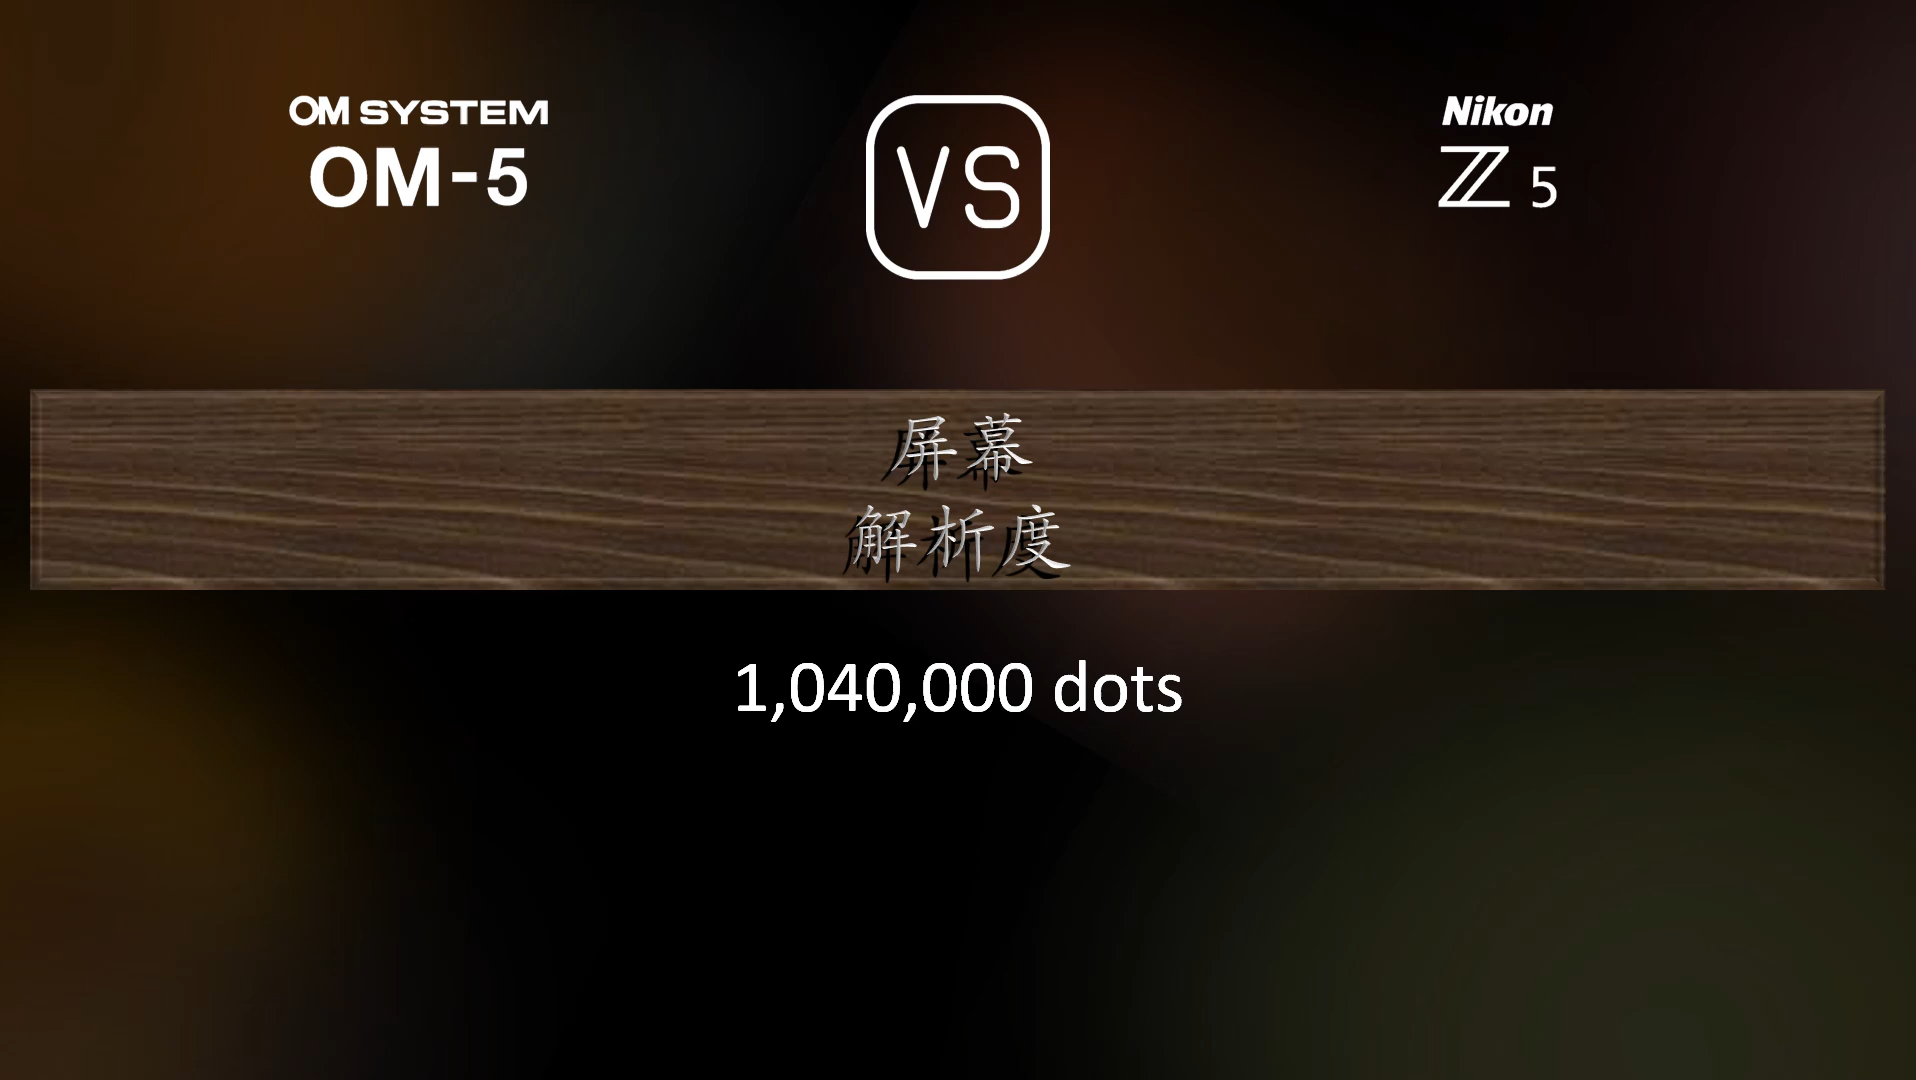 OM SYSTEM
OM-5
VS
Nikon
Z 5
屏幕
解析度
1,040,000 dots